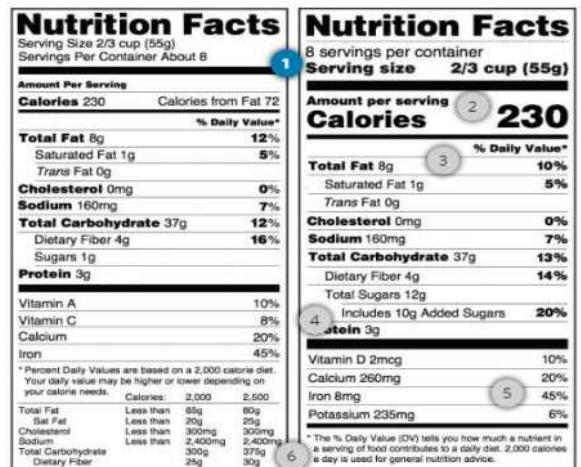 Nutrition Facts
Serving Size 2/3 cup (55g)
Servings Per Container About 8
Amount Per Serving
Calories 230 Calories from Fat 72
% Daily Value*
Total Fat 8g 12%
Saturated Fat 1g 5%
Trans Fat 0g
Cholesterol 0mg 0%
Sodium 160mg 7%
Total Carbohydrate 37g 12%
Dietary Fiber 4g 16%
Sugars 1g
Protein 3g
Vitamin A 10%
Vitamin C 8%
Calcium 20%
Iron 45%
* Percent Daily Values are based on a 2,000 calorie diet.
Your daily value may be higher or lower depending on
your calorie needs.
Calories: 2,000 2,500
Total Fat Less than 65g 80g
Sat Fat Less than 20g 25g
Cholesterol Less than 300mg 300mg
Sodium Less than 2,400mg 2,400mg
Total Carbohydrate 300g 375g
Dietary Fiber 25g 30g
1
Nutrition Facts
8 servings per container
Serving size 2/3 cup (55g)
Amount per serving
2
Calories 230
% Daily Value*
3
Total Fat 8g 10%
Saturated Fat 1g 5%
Trans Fat 0g
Cholesterol 0mg 0%
Sodium 160mg 7%
Total Carbohydrate 37g 13%
Dietary Fiber 4g 14%
Total Sugars 12g
4
Includes 10g Added Sugars 20%
otein 3g
Vitamin D 2mcg 10%
Calcium 260mg 20%
5
Iron 8mg 45%
Potassium 235mg 6%
6
* The % Daily Value (DV) tells you how much a nutrient in
a serving of food contributes to a daily diet. 2,000 calories
a day is used for general nutrition advice.